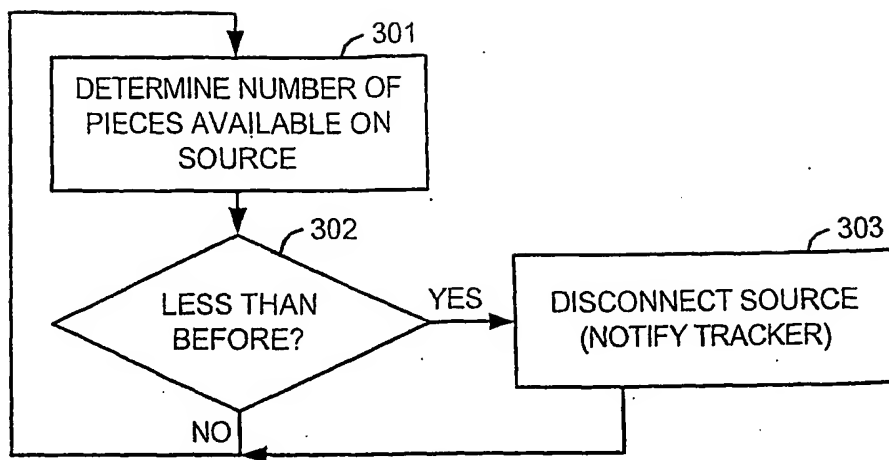 301
DETERMINE NUMBER OF
PIECES AVAILABLE ON
SOURCE
302
LESS THAN
BEFORE?
YES
303
DISCONNECT SOURCE
(NOTIFY TRACKER)
NO